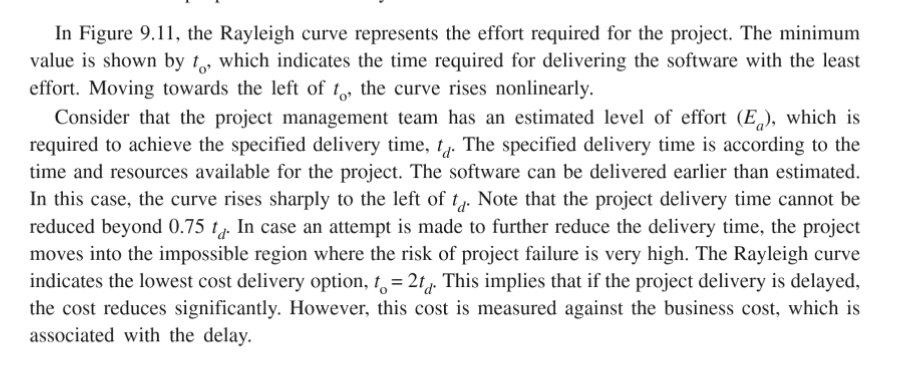 In Figure 9.11, the Rayleigh curve represents the effort required for the project. The minimum
value is shown by tₒ, which indicates the time required for delivering the software with the least
effort. Moving towards the left of tₒ, the curve rises nonlinearly.
Consider that the project management team has an estimated level of effort (Eₐ), which is
required to achieve the specified delivery time, t_d. The specified delivery time is according to the
time and resources available for the project. The software can be delivered earlier than estimated.
In this case, the curve rises sharply to the left of t_d. Note that the project delivery time cannot be
reduced beyond 0.75 t_d. In case an attempt is made to further reduce the delivery time, the project
moves into the impossible region where the risk of project failure is very high. The Rayleigh curve
indicates the lowest cost delivery option, tₒ = 2t_d. This implies that if the project delivery is delayed,
the cost reduces significantly. However, this cost is measured against the business cost, which is
associated with the delay.